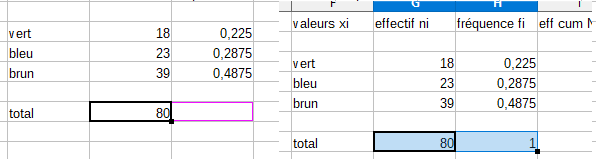 vert 18 0,225
bleu 23 0,2875
brun 39 0,4875
total 80
F G H
valeurs xi effectif ni fréquence fi eff cum
vert 18 0,225
bleu 23 0,2875
brun 39 0,4875
total 80 1